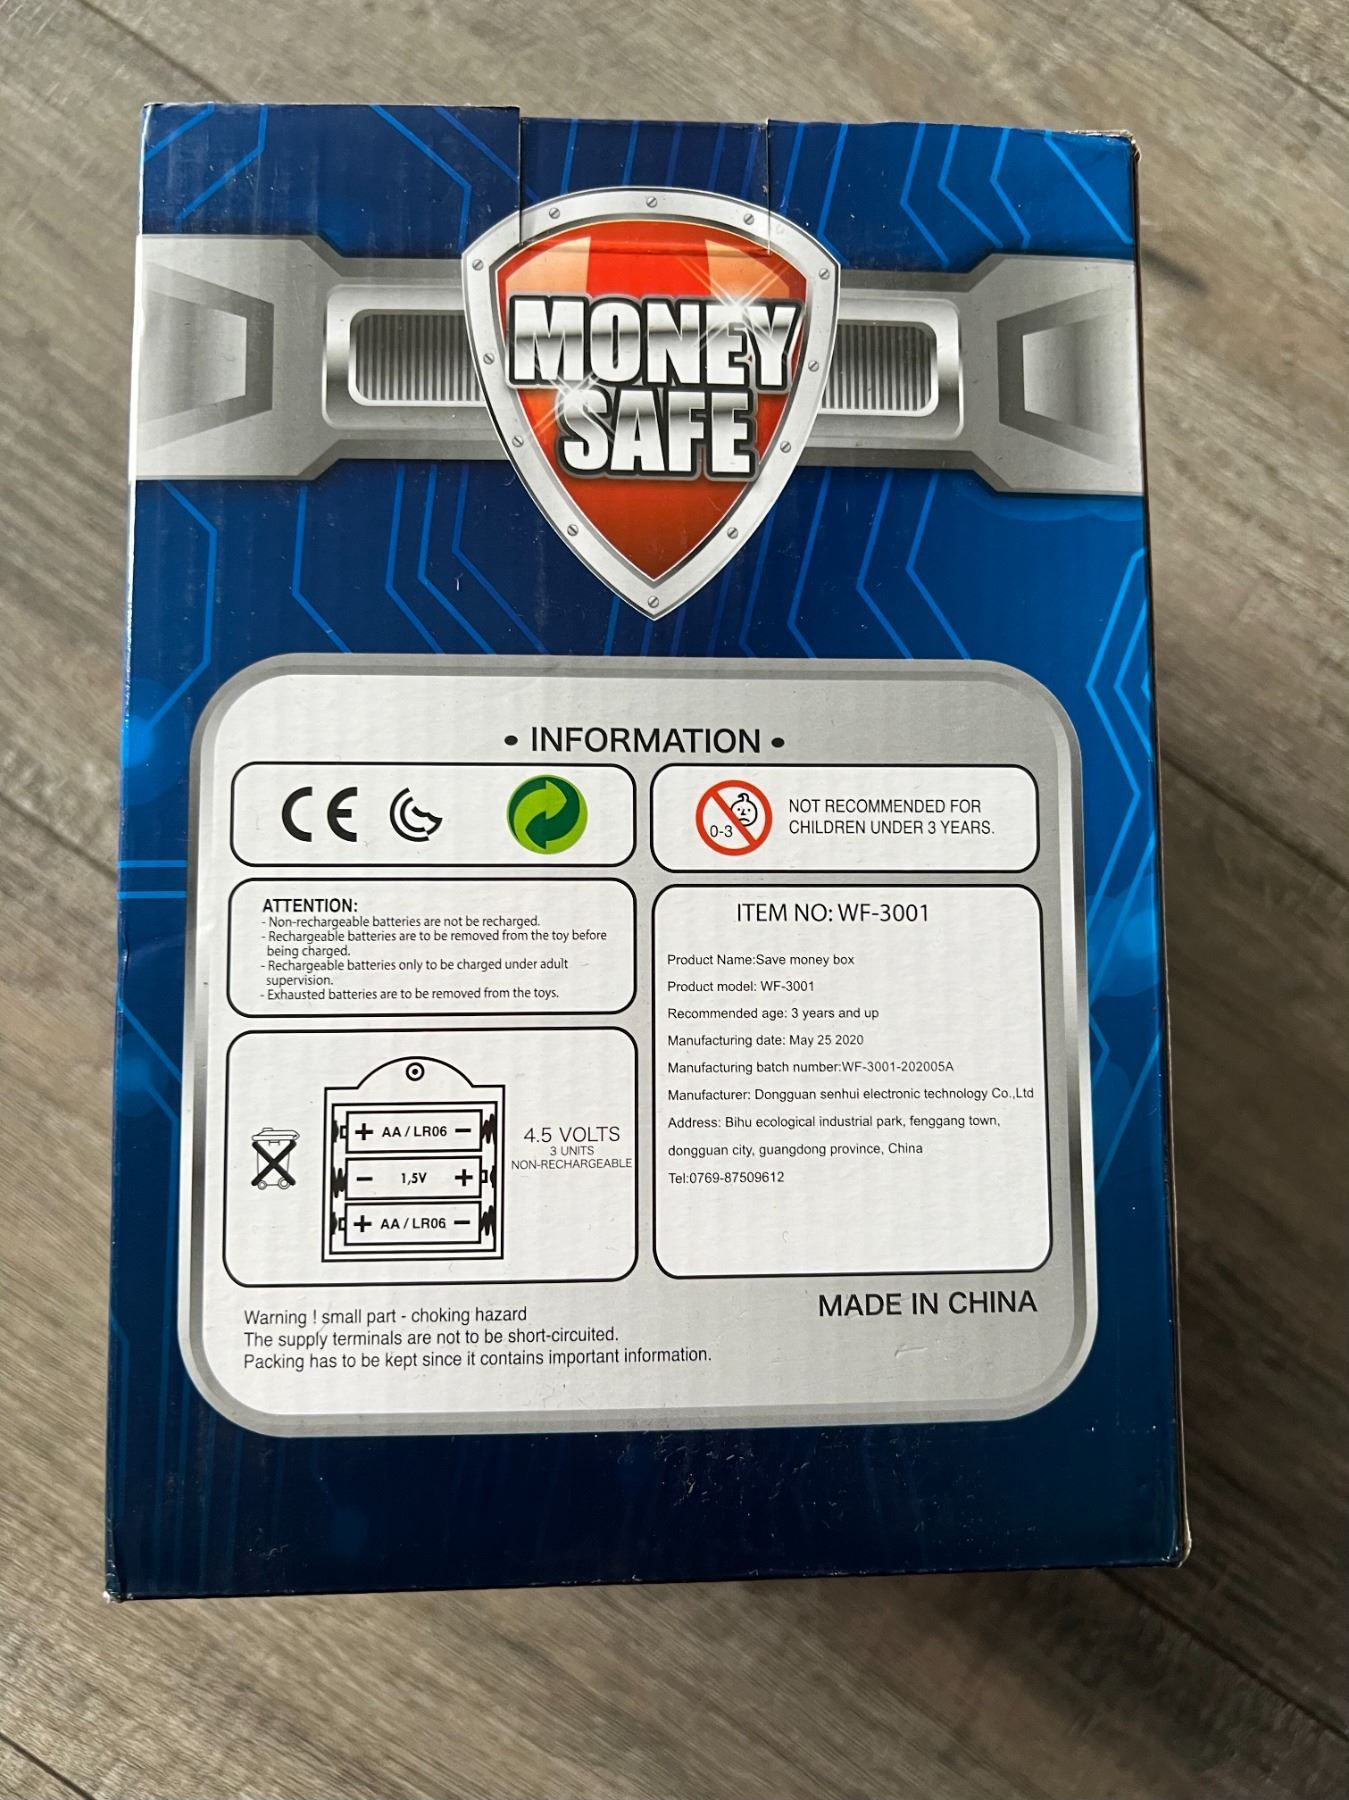 MONEY
SAFE
• INFORMATION •
CE
0-3
NOT RECOMMENDED FOR
CHILDREN UNDER 3 YEARS.
ATTENTION:
- Non-rechargeable batteries are not be recharged.
- Rechargeable batteries are to be removed from the toy before
being charged.
- Rechargeable batteries only to be charged under adult
supervision.
- Exhausted batteries are to be removed from the toys.
+ AA / LR06 −
− 1,5V +
+ AA / LR06 −
4.5 VOLTS
3 UNITS
NON-RECHARGEABLE
ITEM NO: WF-3001
Product Name:Save money box
Product model: WF-3001
Recommended age: 3 years and up
Manufacturing date: May 25 2020
Manufacturing batch number:WF-3001-202005A
Manufacturer: Dongguan senhui electronic technology Co.,Ltd
Address: Bihu ecological industrial park, fenggang town,
dongguan city, guangdong province, China
Tel:0769-87509612
Warning ! small part - choking hazard
The supply terminals are not to be short-circuited.
Packing has to be kept since it contains important information.
MADE IN CHINA